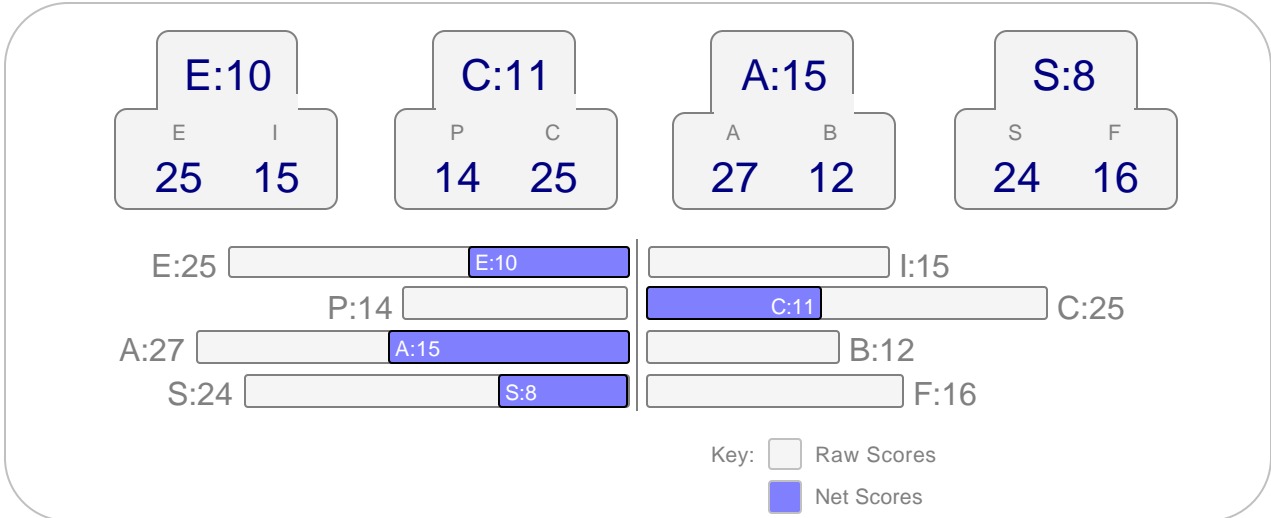 E:10 C:11 A:15 S:8
E I P C A B S F
25 15 14 25 27 12 24 16
E:25 E:10 I:15
P:14 C:11 C:25
A:27 A:15 B:12
S:24 S:8 F:16
Key: Raw Scores
Net Scores